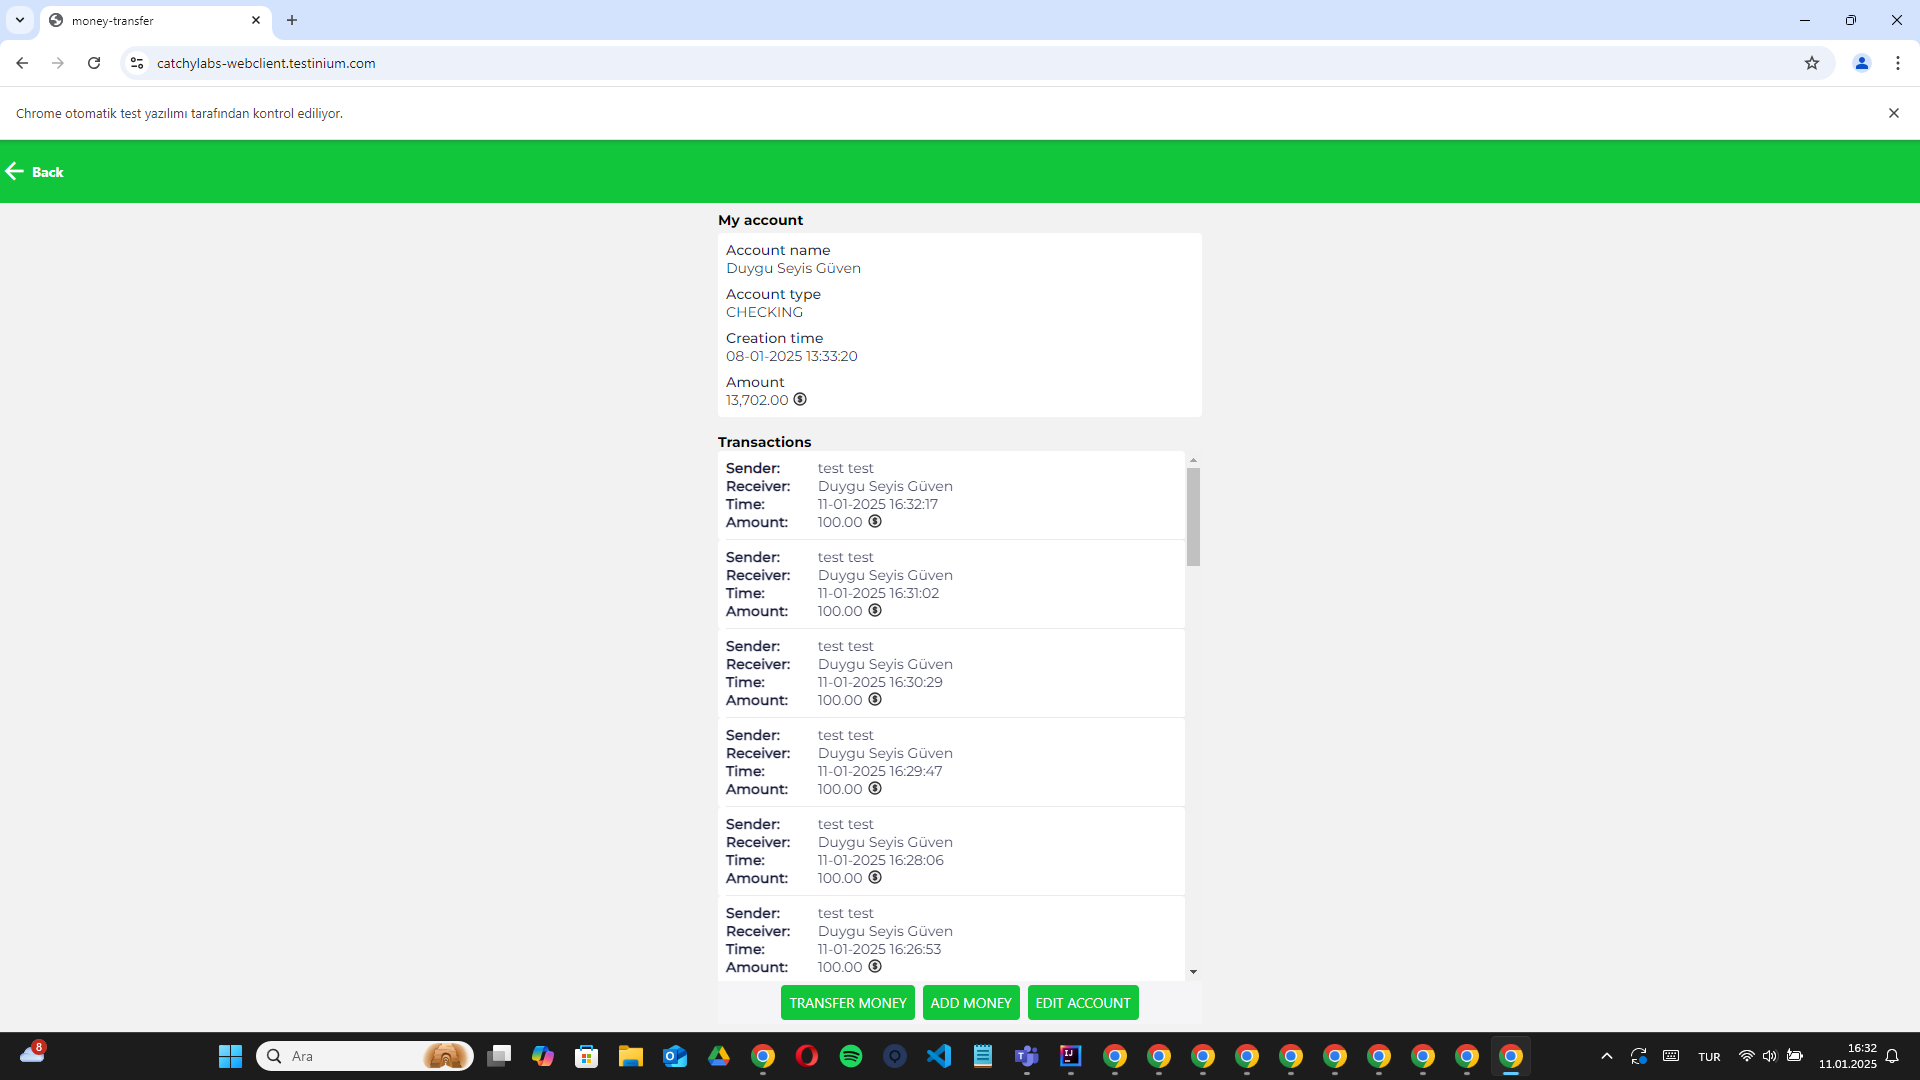 money-transfer
catchylabs-webclient.testinium.com
Chrome otomatik test yazılımı tarafından kontrol ediliyor.
Back
My account
Account name
Duygu Seyis Güven
Account type
CHECKING
Creation time
08-01-2025 13:33:20
Amount
13,702.00
Transactions
Sender: test test
Receiver: Duygu Seyis Güven
Time: 11-01-2025 16:32:17
Amount: 100.00
Sender: test test
Receiver: Duygu Seyis Güven
Time: 11-01-2025 16:31:02
Amount: 100.00
Sender: test test
Receiver: Duygu Seyis Güven
Time: 11-01-2025 16:30:29
Amount: 100.00
Sender: test test
Receiver: Duygu Seyis Güven
Time: 11-01-2025 16:29:47
Amount: 100.00
Sender: test test
Receiver: Duygu Seyis Güven
Time: 11-01-2025 16:28:06
Amount: 100.00
Sender: test test
Receiver: Duygu Seyis Güven
Time: 11-01-2025 16:26:53
Amount: 100.00
TRANSFER MONEY ADD MONEY EDIT ACCOUNT
8
Ara
TUR
16:32
11.01.2025